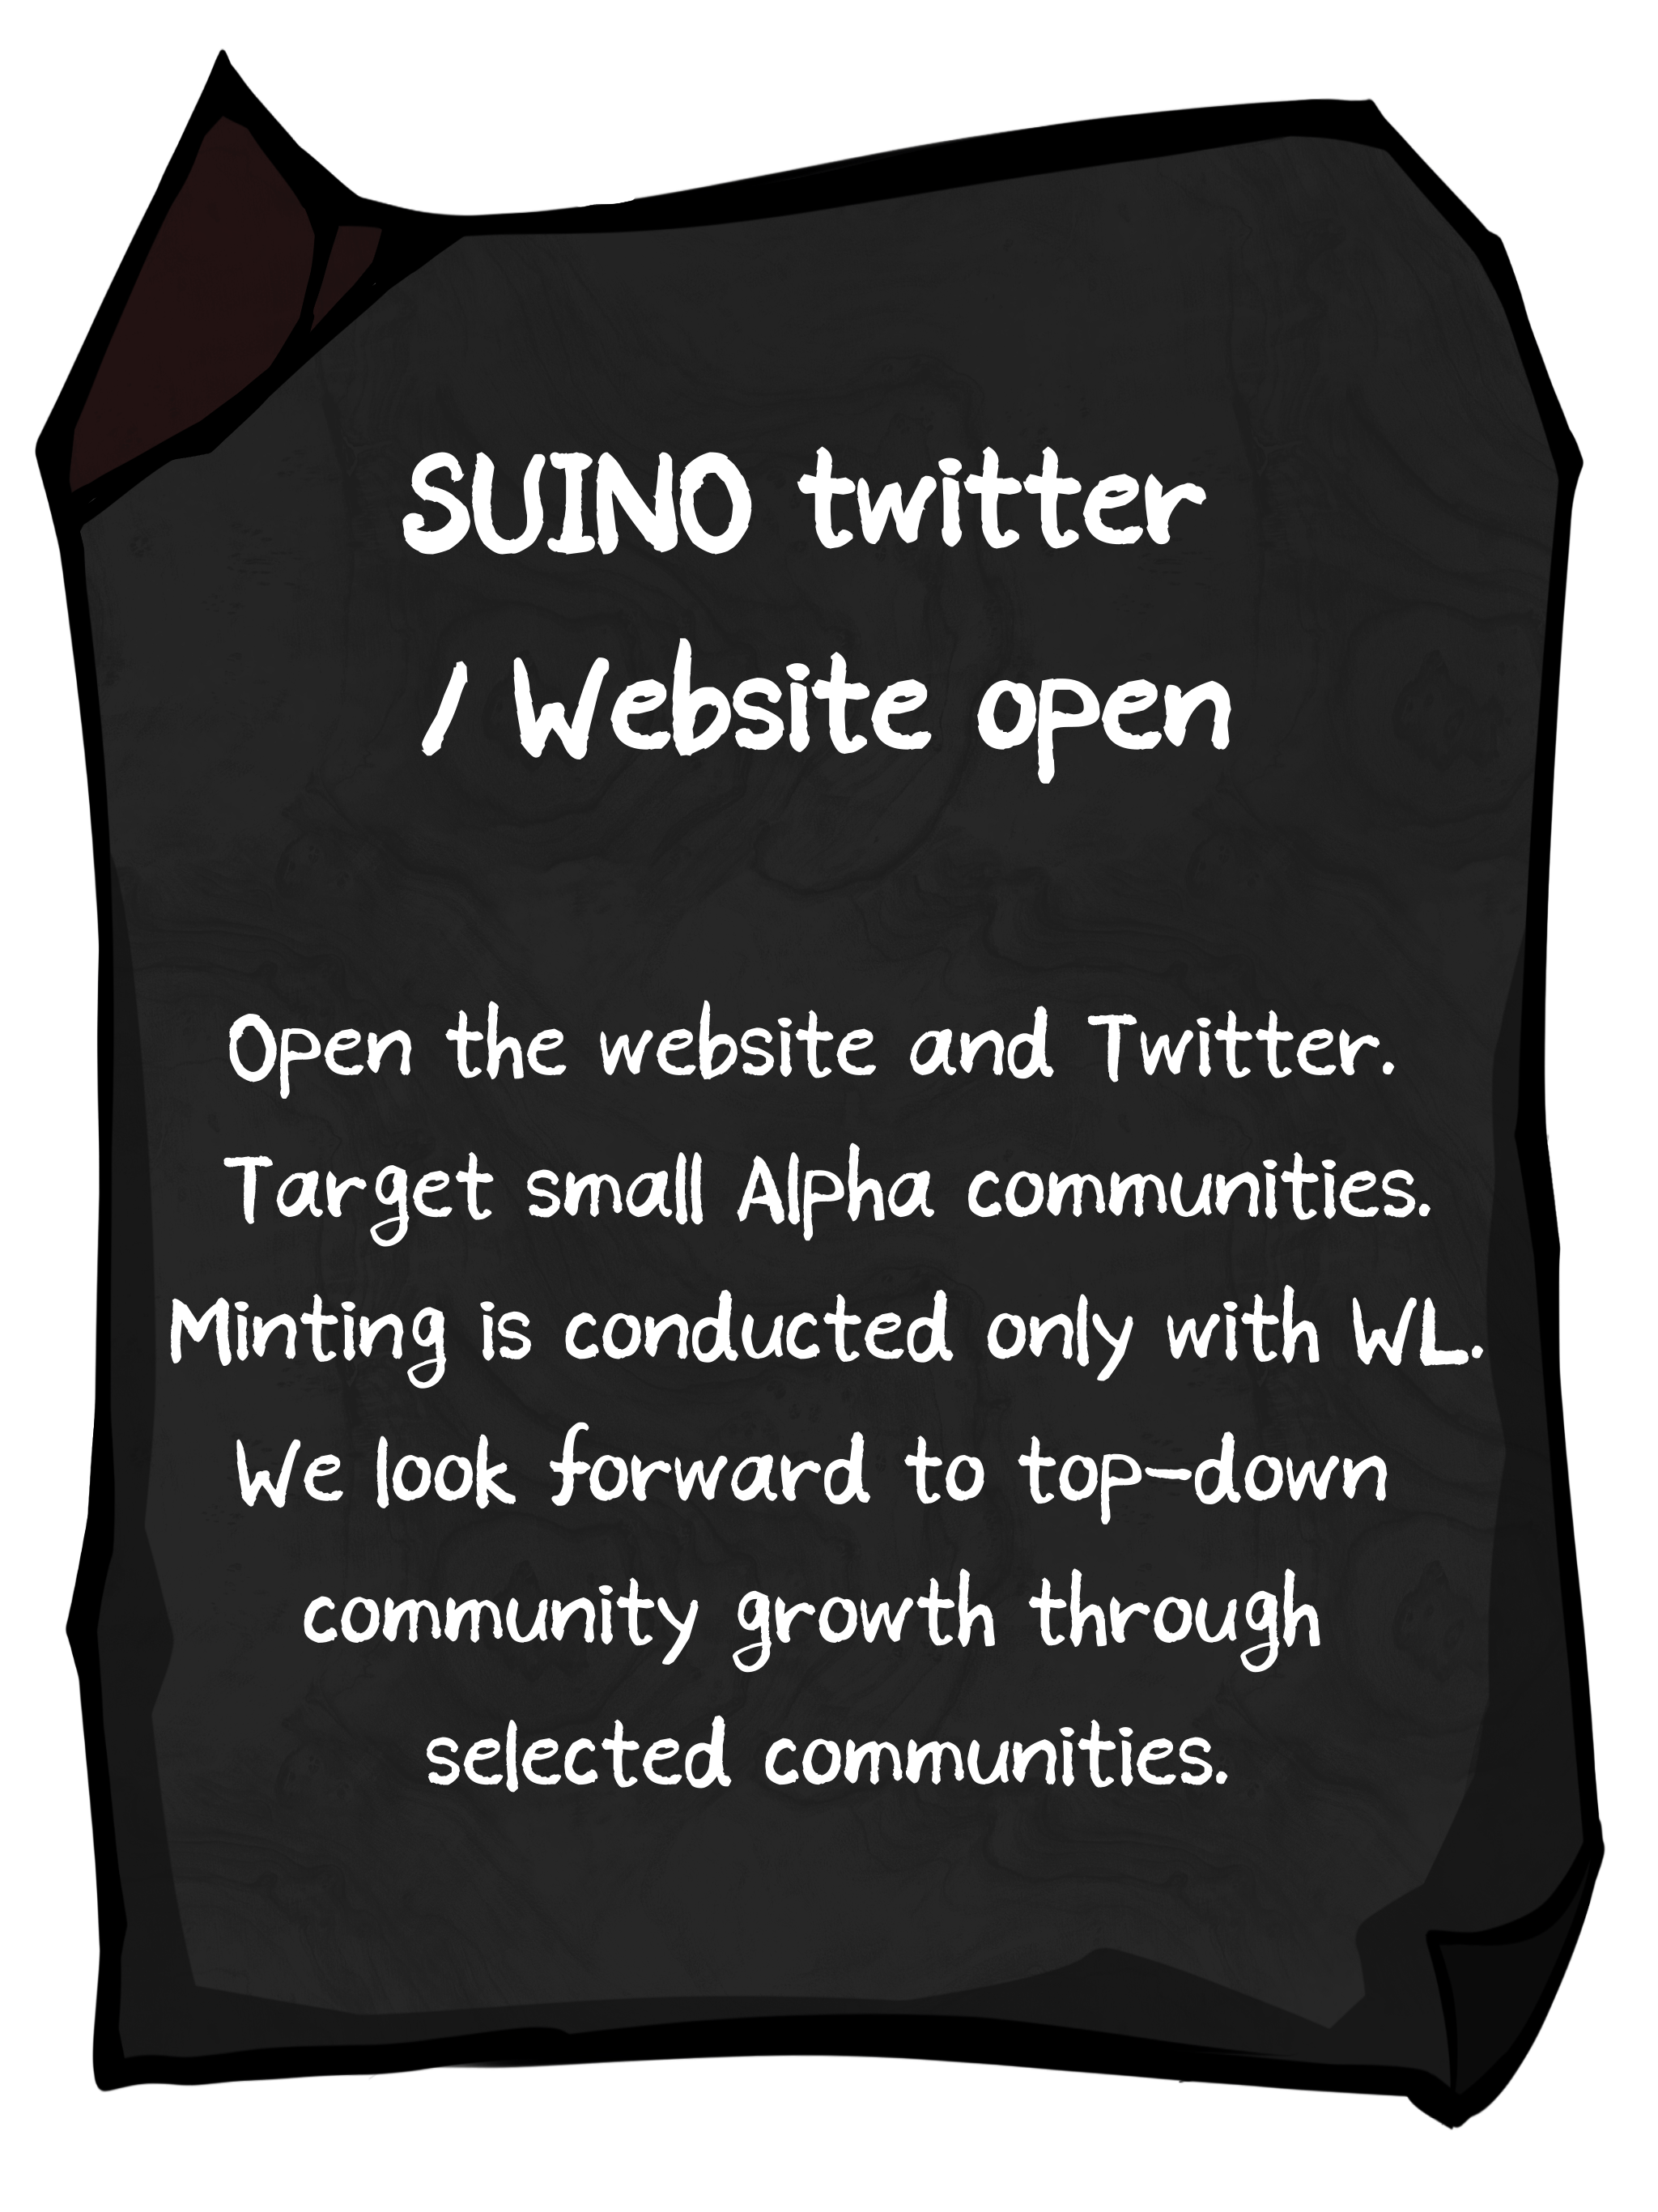 SUINO twitter
/ Website open
Open the website and Twitter.
Target small Alpha communities.
Minting is conducted only with WL.
We look forward to top-down
community growth through
selected communities.